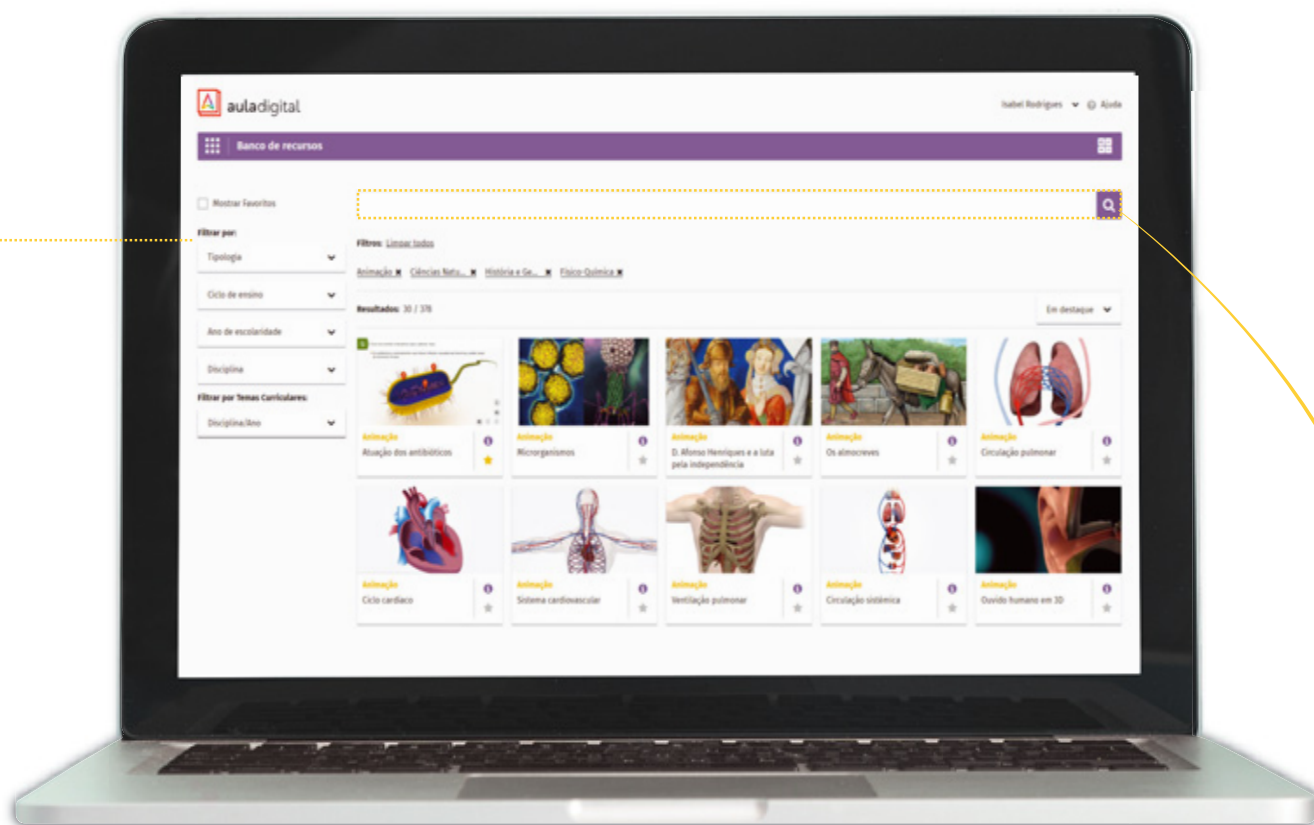 auladigital
Isabel Rodrigues
Ajuda
Banco de recursos
Mostrar Favoritos
Filtrar por:
Tipologia
Ciclo de ensino
Ano de escolaridade
Disciplina
Filtrar por Temas Curriculares:
Disciplina/Ano
Filtros: Limpar todos
Animação Ciências Natu... História e Ge... Físico-Química
Resultados: 30 / 378
Em destaque
Animação
Atuação dos antibióticos
Animação
Microrganismos
Animação
D. Afonso Henriques e a luta
pela independência
Animação
Os almocreves
Animação
Circulação pulmonar
Animação
Ciclo cardíaco
Animação
Sistema cardiovascular
Animação
Ventilação pulmonar
Animação
Circulação sistémica
Animação
Ouvido humano em 3D